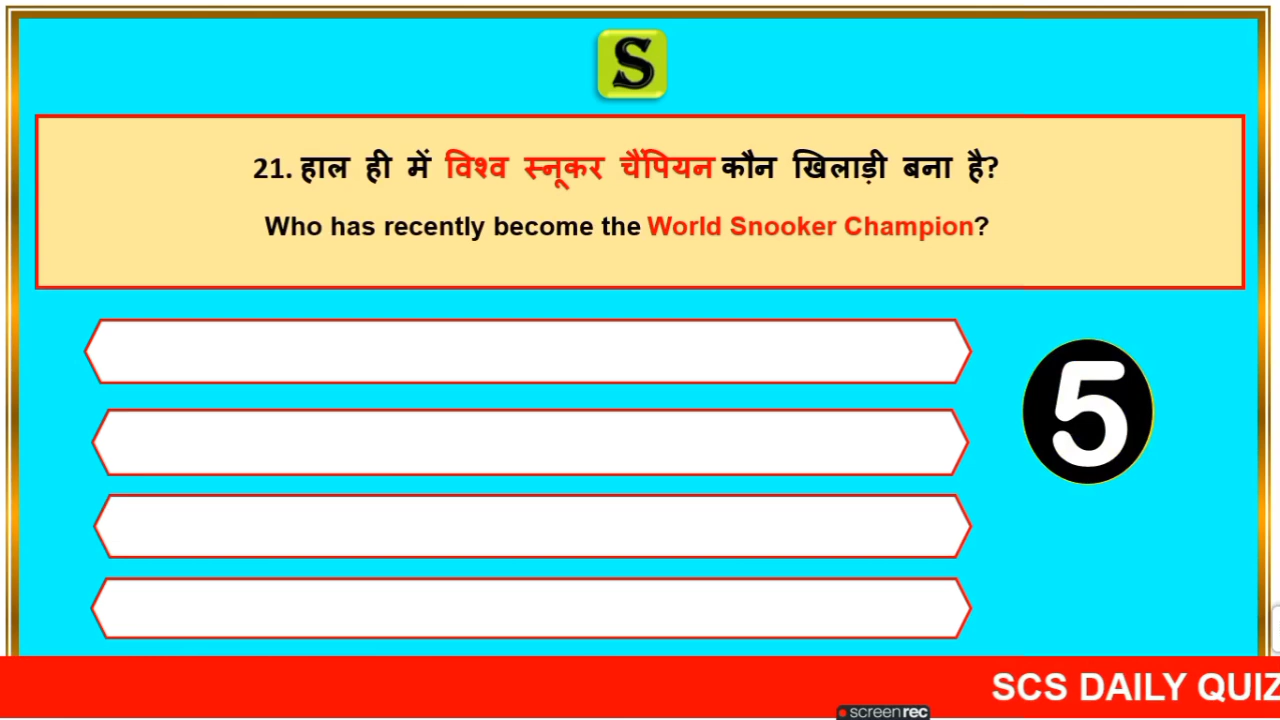 S
21. हाल ही में विश्व स्नूकर चैंपियन कौन खिलाड़ी बना है?
Who has recently become the World Snooker Champion?
5
SCS DAILY QUIZ
screenrec